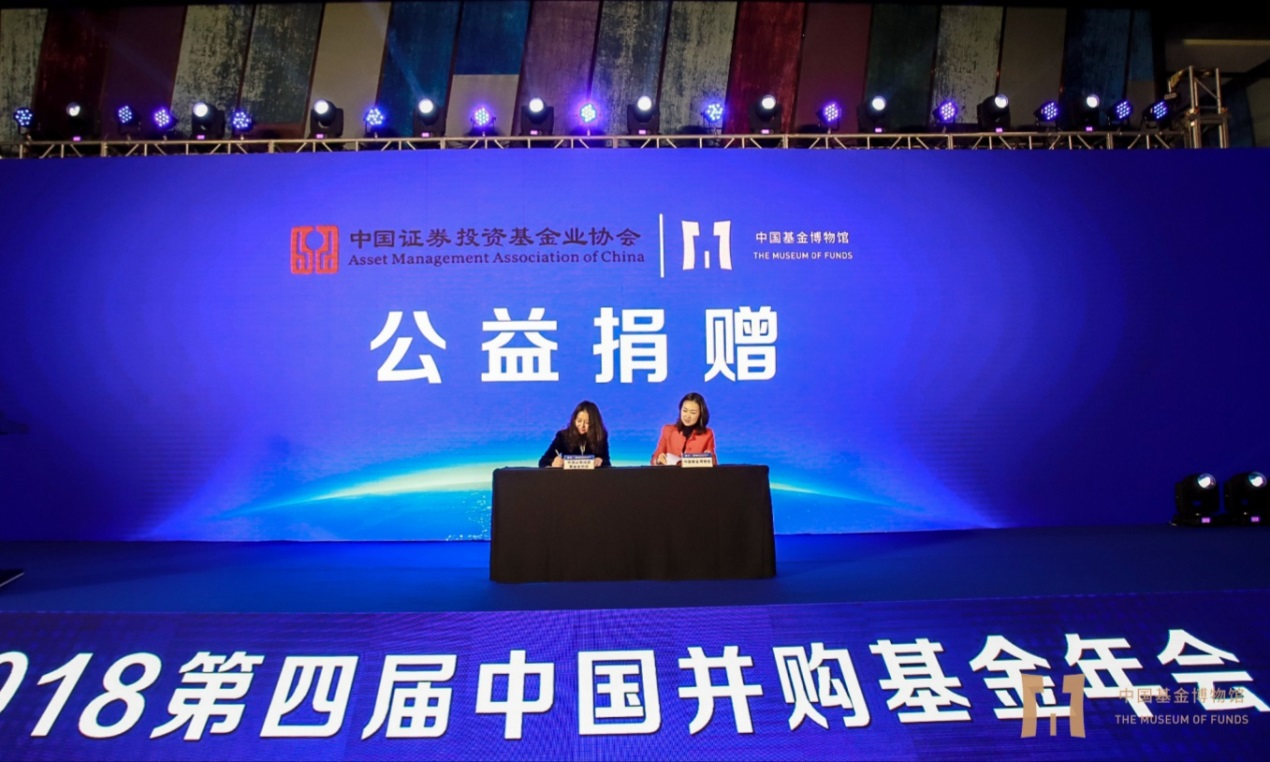 中国证券投资基金业协会
Asset Management Association of China
中国基金博物馆
THE MUSEUM OF FUNDS
公益捐赠
018第四届中国并购基金年会
中国基金博物馆
THE MUSEUM OF FUNDS